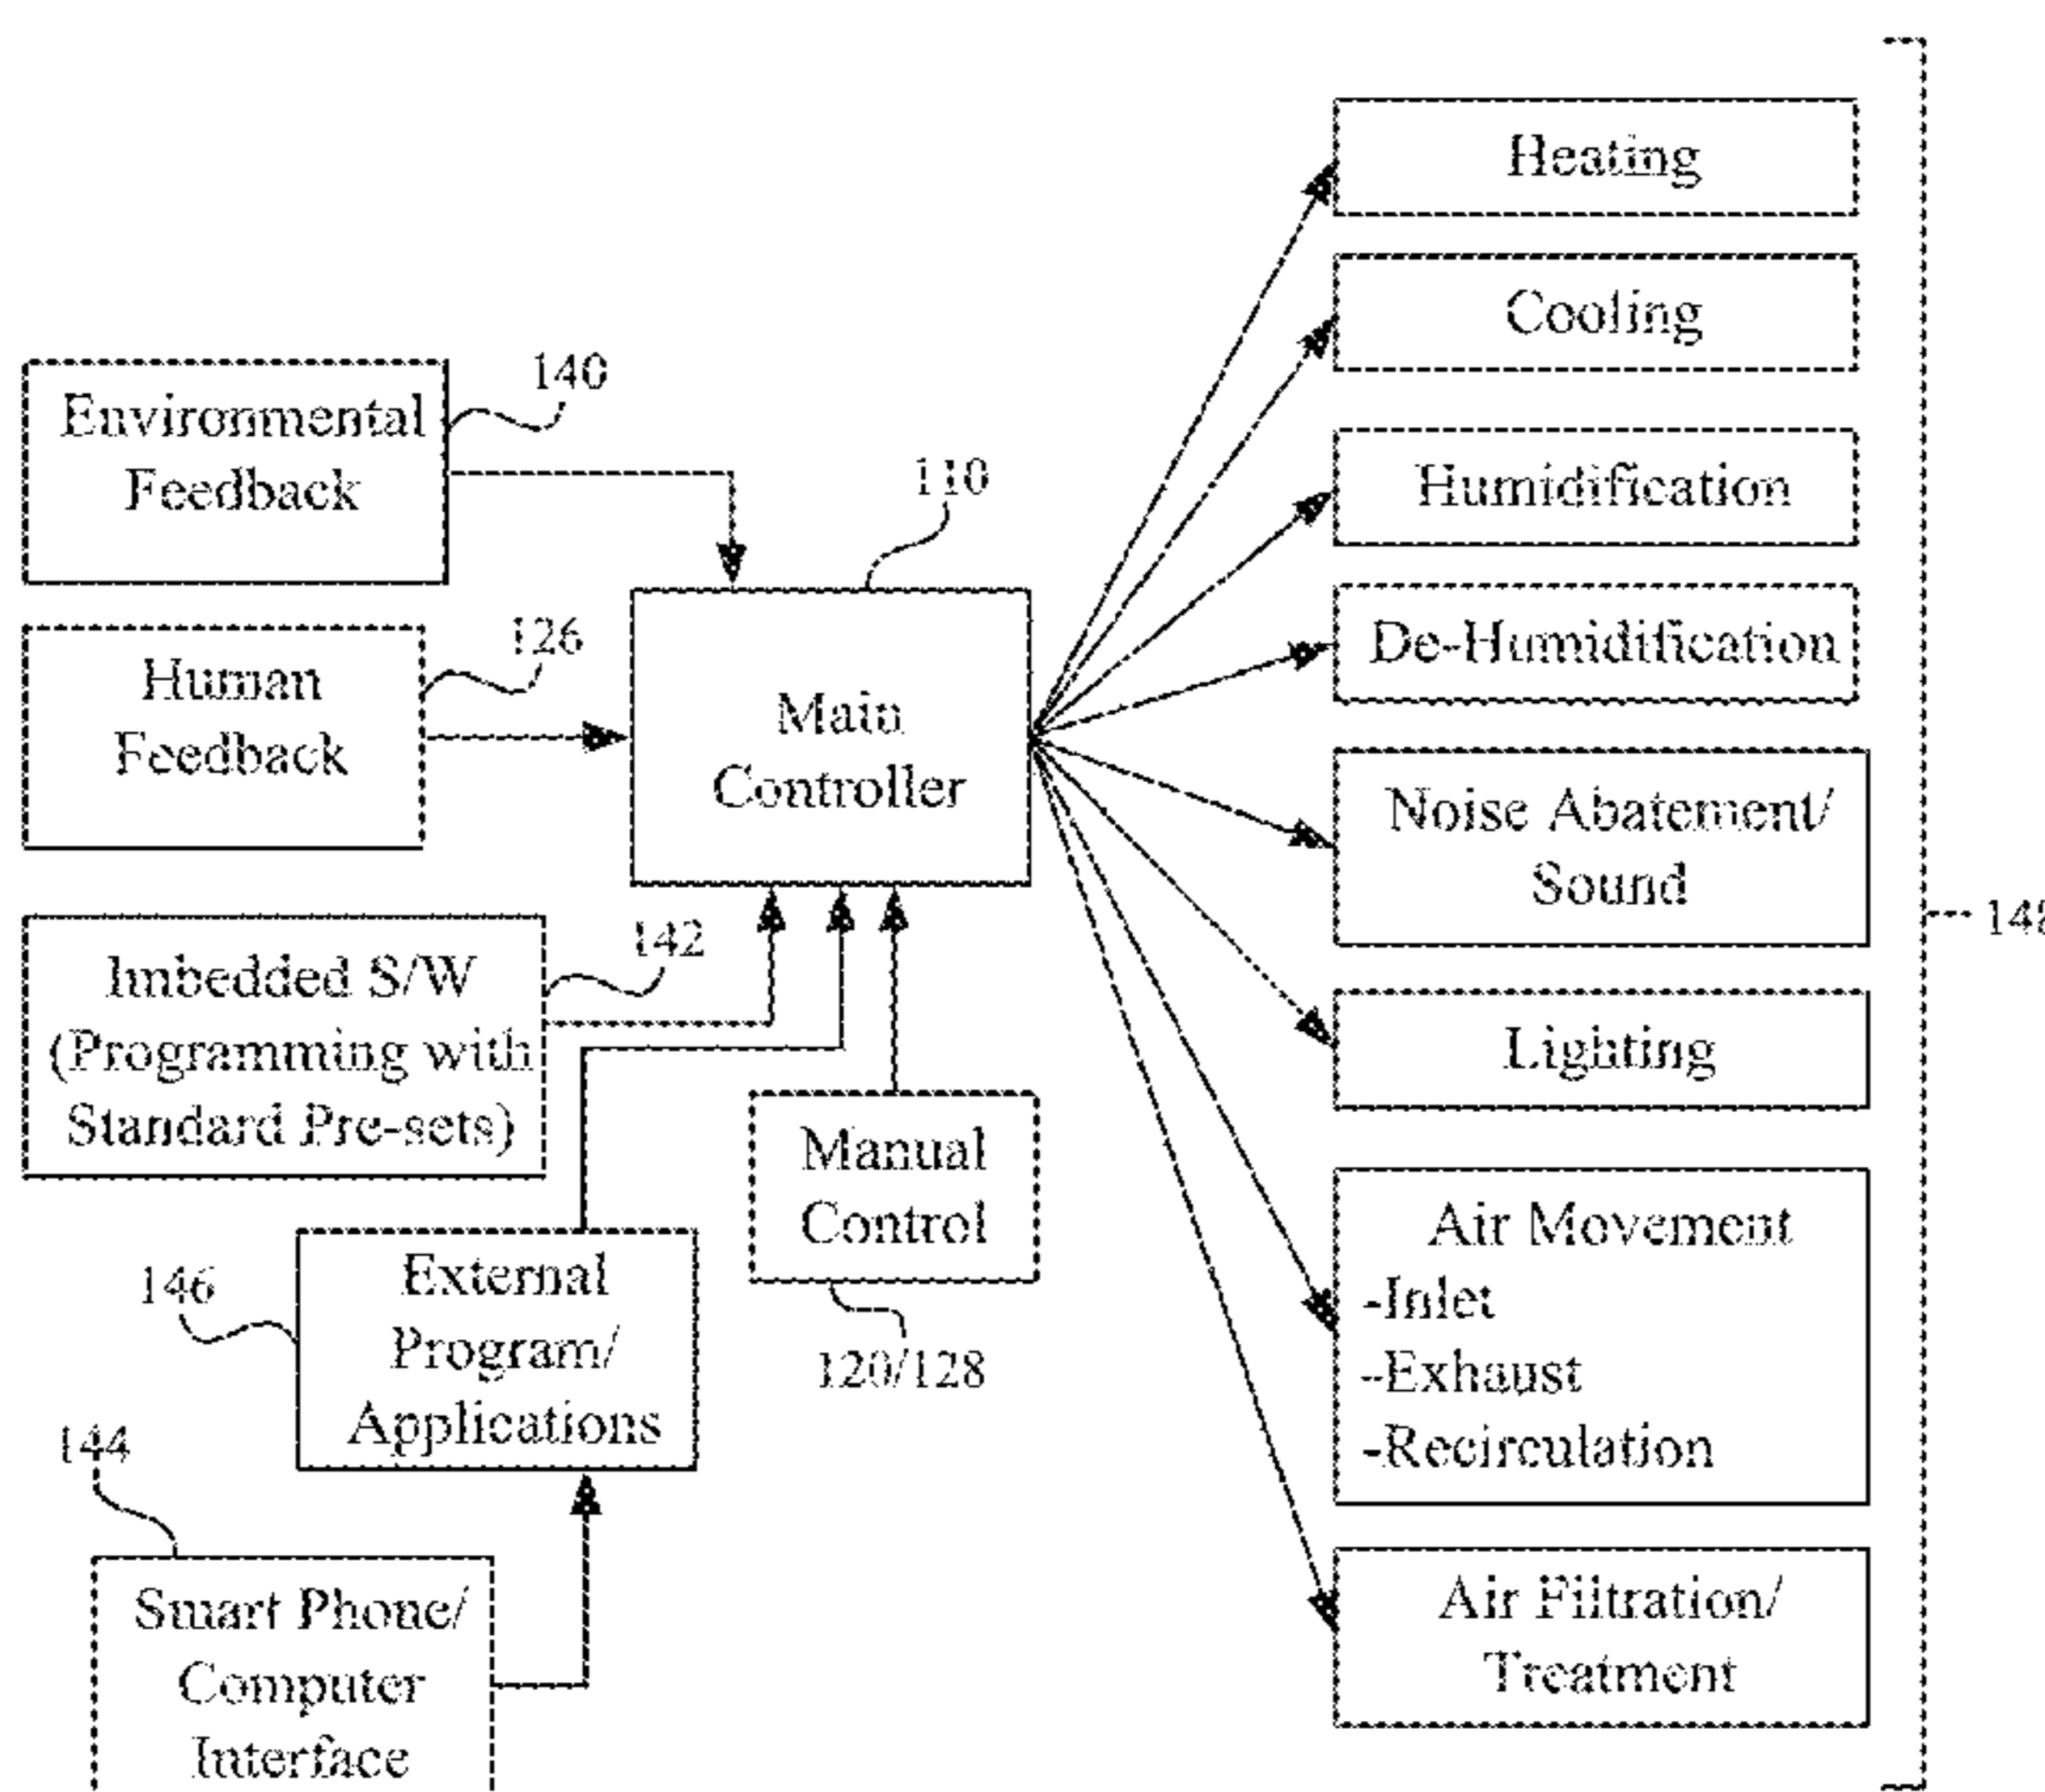 Heating
Cooling
140
Environmental
Feedback
110
Humidification
126
Human
Feedback
De-Humidification
Main
Controller
Noise Abatement/
Sound
142
148
Imbedded S/W
(Programming with
Standard Pre-sets)
Lighting
Manual
Control
120/128
146
External
Program/
Applications
Air Movement
-Inlet
-Exhaust
-Recirculation
144
Smart Phone/
Computer
Interface
Air Filtration/
Treatment